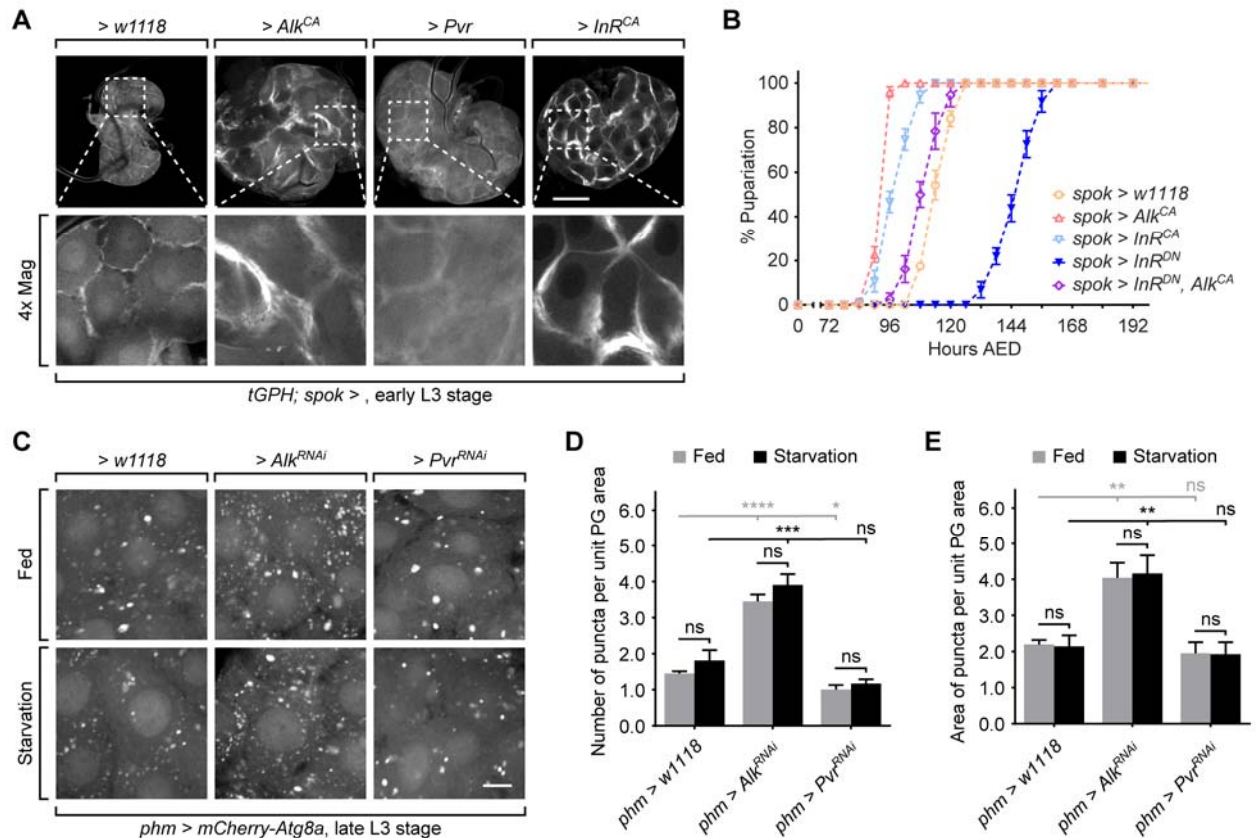 A
> w1118
> Alk^CA
> Pvr
> InR^CA
4x Mag
tGPH; spok > , early L3 stage
B
% Pupariation
100
80
60
40
20
0
0 72 96 120 144 168 192
Hours AED
spok > w1118
spok > Alk^CA
spok > InR^CA
spok > InR^DN
spok > InR^DN, Alk^CA
C
> w1118
> Alk^RNAi
> Pvr^RNAi
Fed
Starvation
phm > mCherry-Atg8a, late L3 stage
D
Fed Starvation
Number of puncta per unit PG area
6.0
5.0
4.0
3.0
2.0
1.0
0.0
**** *
*** ns
ns
ns
ns
phm > w1118
phm > Alk^RNAi
phm > Pvr^RNAi
E
Fed Starvation
Area of puncta per unit PG area
6.0
5.0
4.0
3.0
2.0
1.0
0.0
** ns
** ns
ns
ns
ns
phm > w1118
phm > Alk^RNAi
phm > Pvr^RNAi